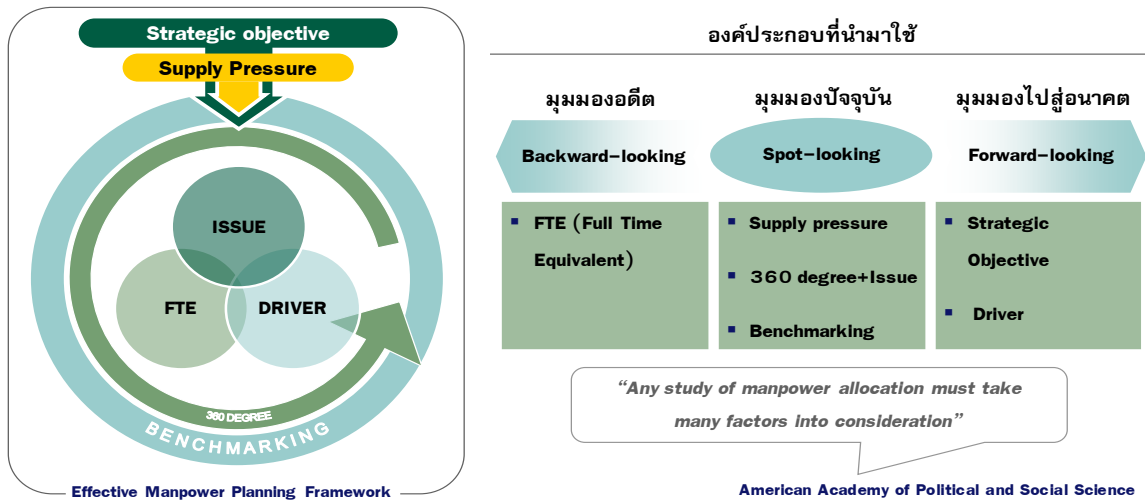 Strategic objective
Supply Pressure
ISSUE
FTE
DRIVER
360 DEGREE
BENCHMARKING
Effective Manpower Planning Framework
องค์ประกอบที่นำมาใช้
มุมมองอดีต
มุมมองปัจจุบัน
มุมมองไปสู่อนาคต
Backward-looking
Spot-looking
Forward-looking
▪ FTE (Full Time
Equivalent)
▪ Supply pressure
▪ 360 degree+Issue
▪ Benchmarking
▪ Strategic
Objective
▪ Driver
“Any study of manpower allocation must take
many factors into consideration”
American Academy of Political and Social Science